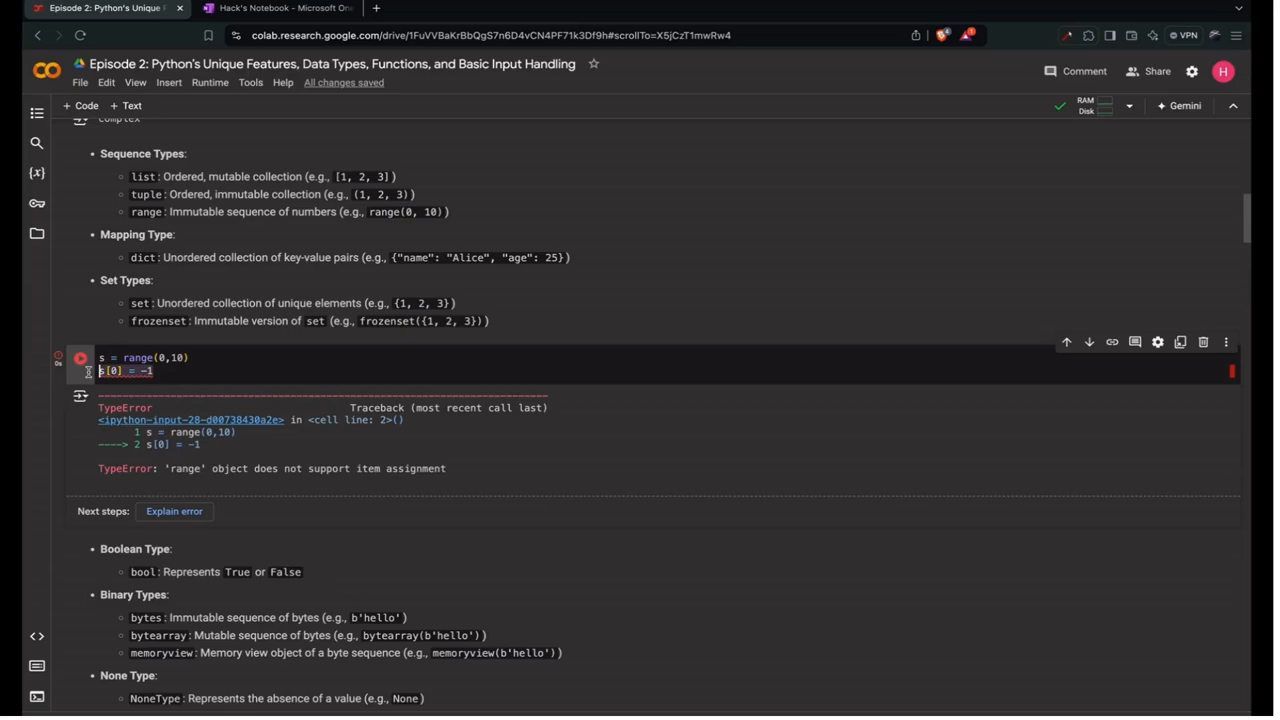 Episode 2: Python's Unique F
Hack's Notebook - Microsoft On
colab.research.google.com/drive/1FuVVBaKrBbQgS7n6D4vCN4PF71k3Df9h#scrollTo=X5jCzT1mwRw4
VPN
Episode 2: Python's Unique Features, Data Types, Functions, and Basic Input Handling
Comment
Share
H
File Edit View Insert Runtime Tools Help All changes saved
+ Code + Text
RAM
Disk
Gemini
complex
• Sequence Types:
list: Ordered, mutable collection (e.g., [1, 2, 3])
tuple: Ordered, immutable collection (e.g., (1, 2, 3))
range: Immutable sequence of numbers (e.g., range(0, 10))
• Mapping Type:
dict: Unordered collection of key-value pairs (e.g., {"name": "Alice", "age": 25})
• Set Types:
set: Unordered collection of unique elements (e.g., {1, 2, 3})
frozenset: Immutable version of set (e.g., frozenset({1, 2, 3}))
0s
s = range(0,10)
s[0] = -1
TypeError Traceback (most recent call last)
<ipython-input-28-d00738430a2e> in <cell line: 2>()
1 s = range(0,10)
----> 2 s[0] = -1
TypeError: 'range' object does not support item assignment
Next steps: Explain error
• Boolean Type:
bool: Represents True or False
• Binary Types:
bytes: Immutable sequence of bytes (e.g., b'hello')
bytearray: Mutable sequence of bytes (e.g., bytearray(b'hello'))
memoryview: Memory view object of a byte sequence (e.g., memoryview(b'hello'))
• None Type:
NoneType: Represents the absence of a value (e.g., None)